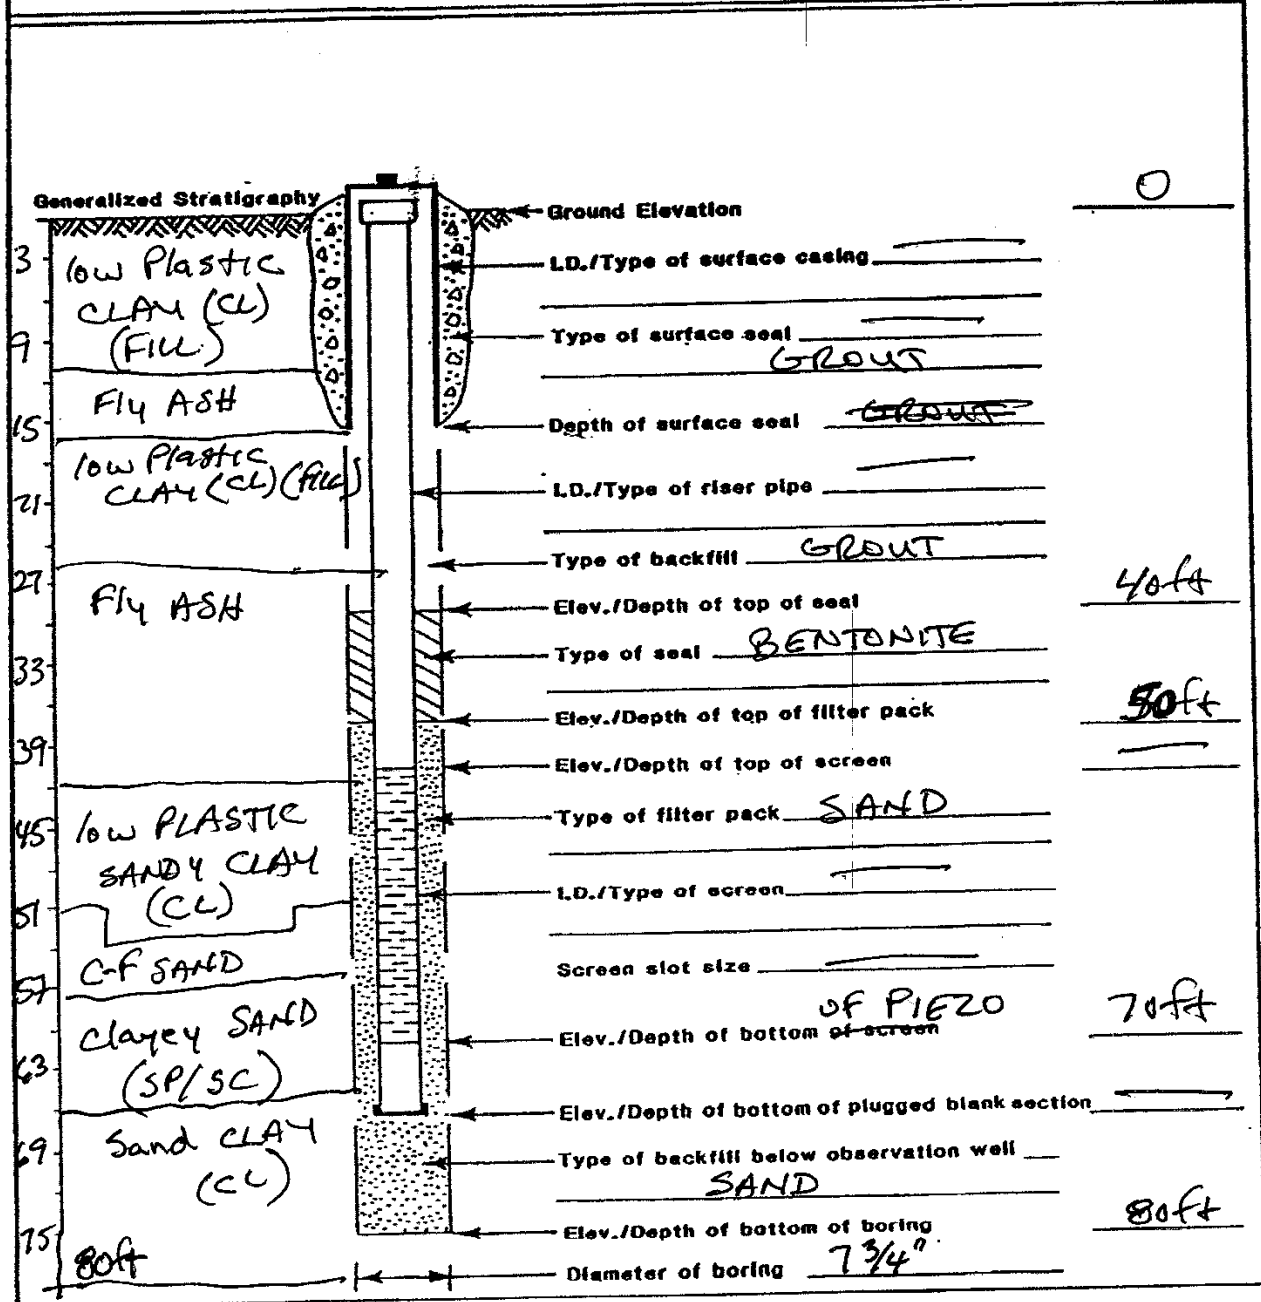 Generalized Stratigraphy
Ground Elevation 0
3
low Plastic
CLAY (CL)
(FILL)
9
Fly ASH
15
low Plastic
CLAY (CL) (FILL)
21
27
Fly ASH
33
39
45
low PLASTIC
SANDY CLAY
(CL)
51
C-F SAND
57
Clayey SAND
(SP/SC)
63
Sand CLAY
(CL)
69
75
80ft
I.D./Type of surface casing —
Type of surface seal —
GROUT
Depth of surface seal GROUT
I.D./Type of riser pipe —
Type of backfill GROUT
Elev./Depth of top of seal 40ft
Type of seal BENTONITE
Elev./Depth of top of filter pack 50ft
Elev./Depth of top of screen —
Type of filter pack SAND
I.D./Type of screen —
Screen slot size —
OF PIEZO
Elev./Depth of bottom of screen 70ft
Elev./Depth of bottom of plugged blank section —
Type of backfill below observation well
SAND
Elev./Depth of bottom of boring 80ft
Diameter of boring 7 3/4"